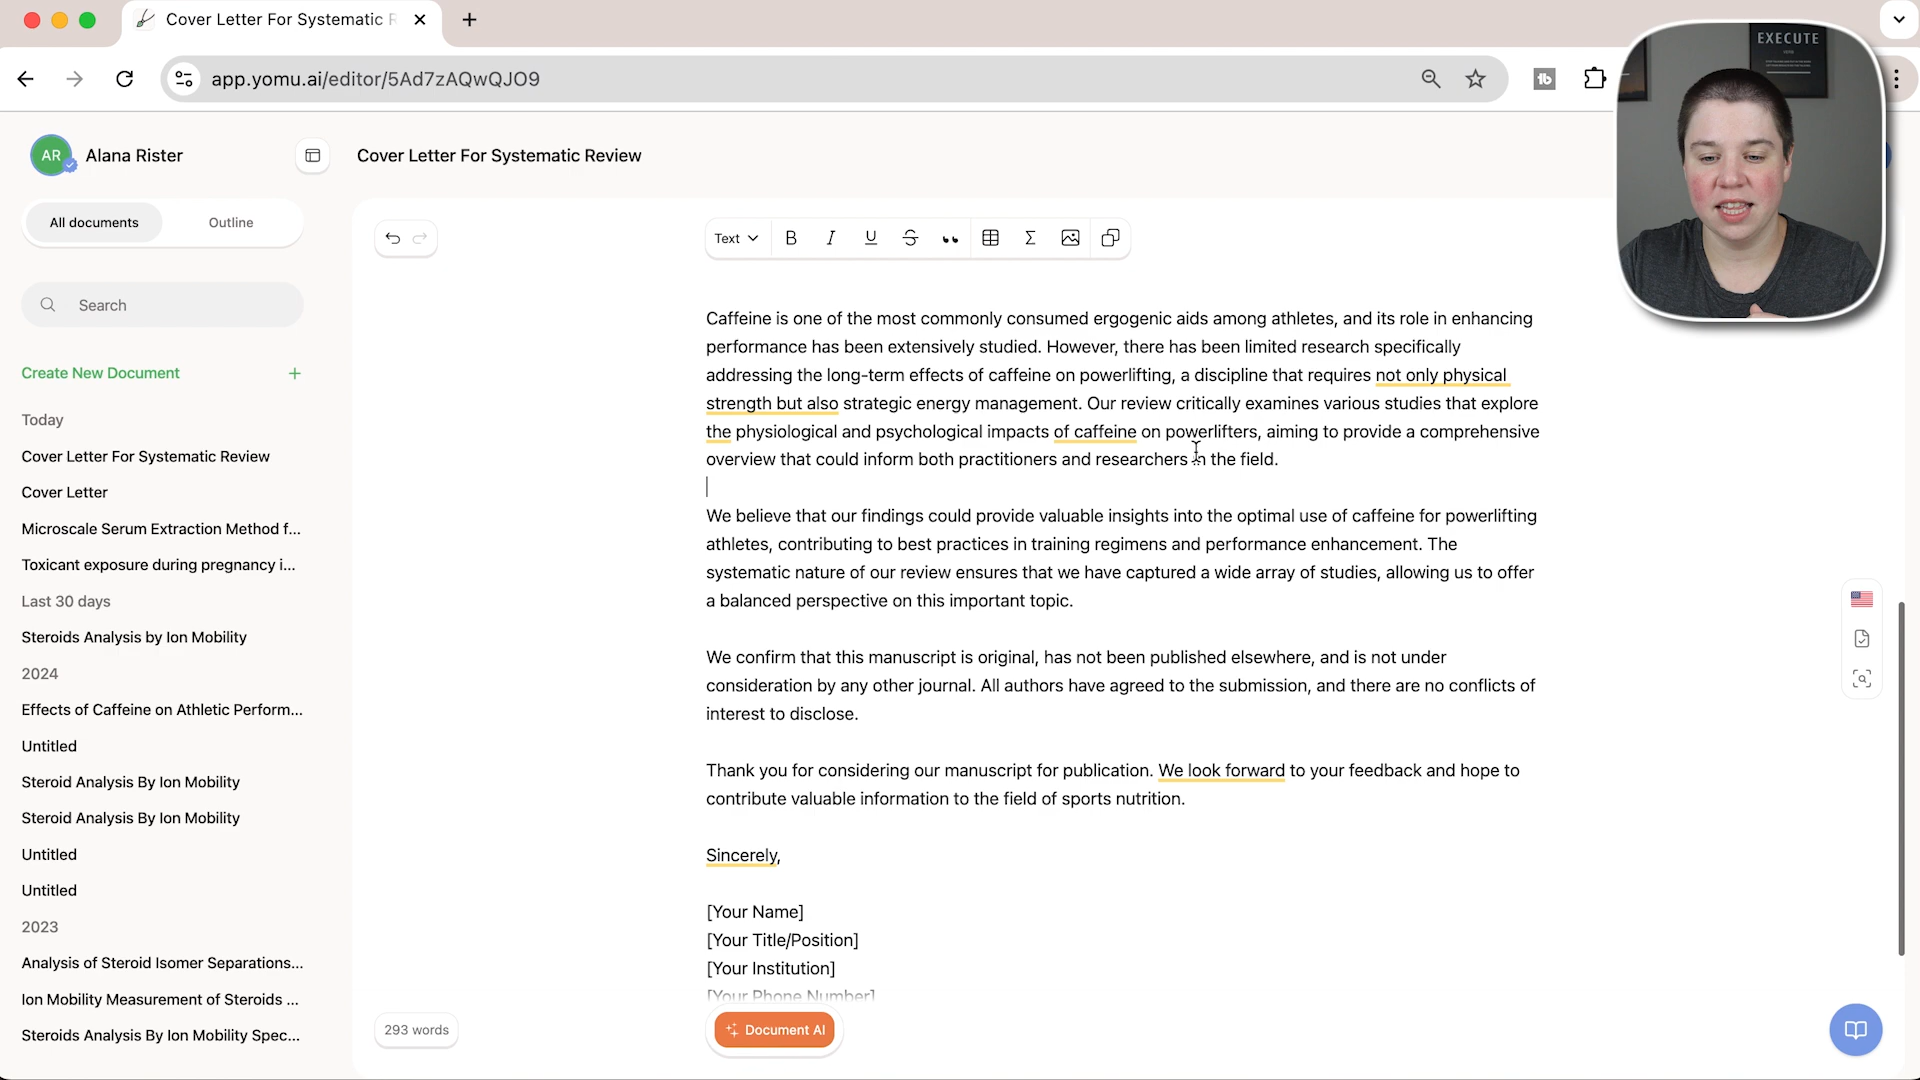 Cover Letter For Systematic R
app.yomu.ai/editor/5Ad7zAQwQJO9
EXECUTE
AR
Alana Rister
Cover Letter For Systematic Review
All documents
Outline
Text
B
I
U
S
Σ
Search
Create New Document
+
Today
Cover Letter For Systematic Review
Cover Letter
Microscale Serum Extraction Method f...
Toxicant exposure during pregnancy i...
Last 30 days
Steroids Analysis by Ion Mobility
2024
Effects of Caffeine on Athletic Perform...
Untitled
Steroid Analysis By Ion Mobility
Steroid Analysis By Ion Mobility
Untitled
Untitled
2023
Analysis of Steroid Isomer Separations...
Ion Mobility Measurement of Steroids ...
Steroids Analysis By Ion Mobility Spec...
Caffeine is one of the most commonly consumed ergogenic aids among athletes, and its role in enhancing
performance has been extensively studied. However, there has been limited research specifically
addressing the long-term effects of caffeine on powerlifting, a discipline that requires not only physical
strength but also strategic energy management. Our review critically examines various studies that explore
the physiological and psychological impacts of caffeine on powerlifters, aiming to provide a comprehensive
overview that could inform both practitioners and researchers in the field.
We believe that our findings could provide valuable insights into the optimal use of caffeine for powerlifting
athletes, contributing to best practices in training regimens and performance enhancement. The
systematic nature of our review ensures that we have captured a wide array of studies, allowing us to offer
a balanced perspective on this important topic.
We confirm that this manuscript is original, has not been published elsewhere, and is not under
consideration by any other journal. All authors have agreed to the submission, and there are no conflicts of
interest to disclose.
Thank you for considering our manuscript for publication. We look forward to your feedback and hope to
contribute valuable information to the field of sports nutrition.
Sincerely,
[Your Name]
[Your Title/Position]
[Your Institution]
[Your Phone Number]
293 words
Document AI